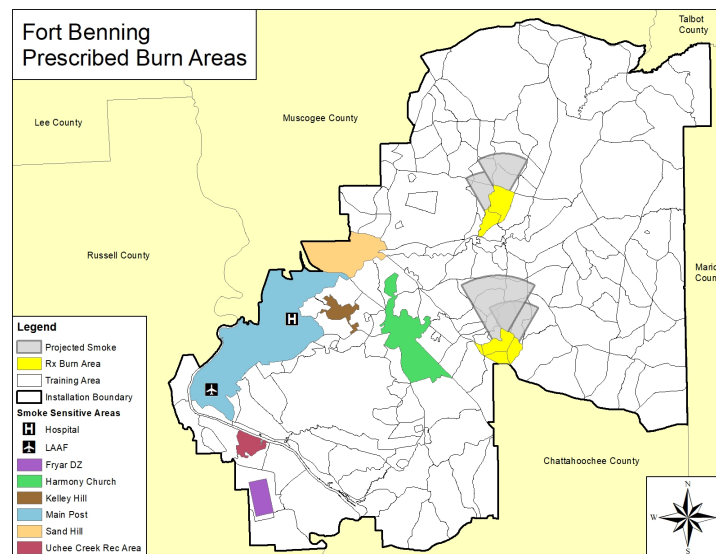 Fort Benning
Prescribed Burn Areas
Talbot
County
Lee County
Muscogee County
Russell County
Mario
Coun
Chattahoochee County
Legend
Projected Smoke
Rx Burn Area
Training Area
Installation Boundary
Smoke Sensitive Areas
H
Hospital
LAAF
Fryar DZ
Harmony Church
Kelley Hill
Main Post
Sand Hill
Uchee Creek Rec Area
H
N
W
E
S